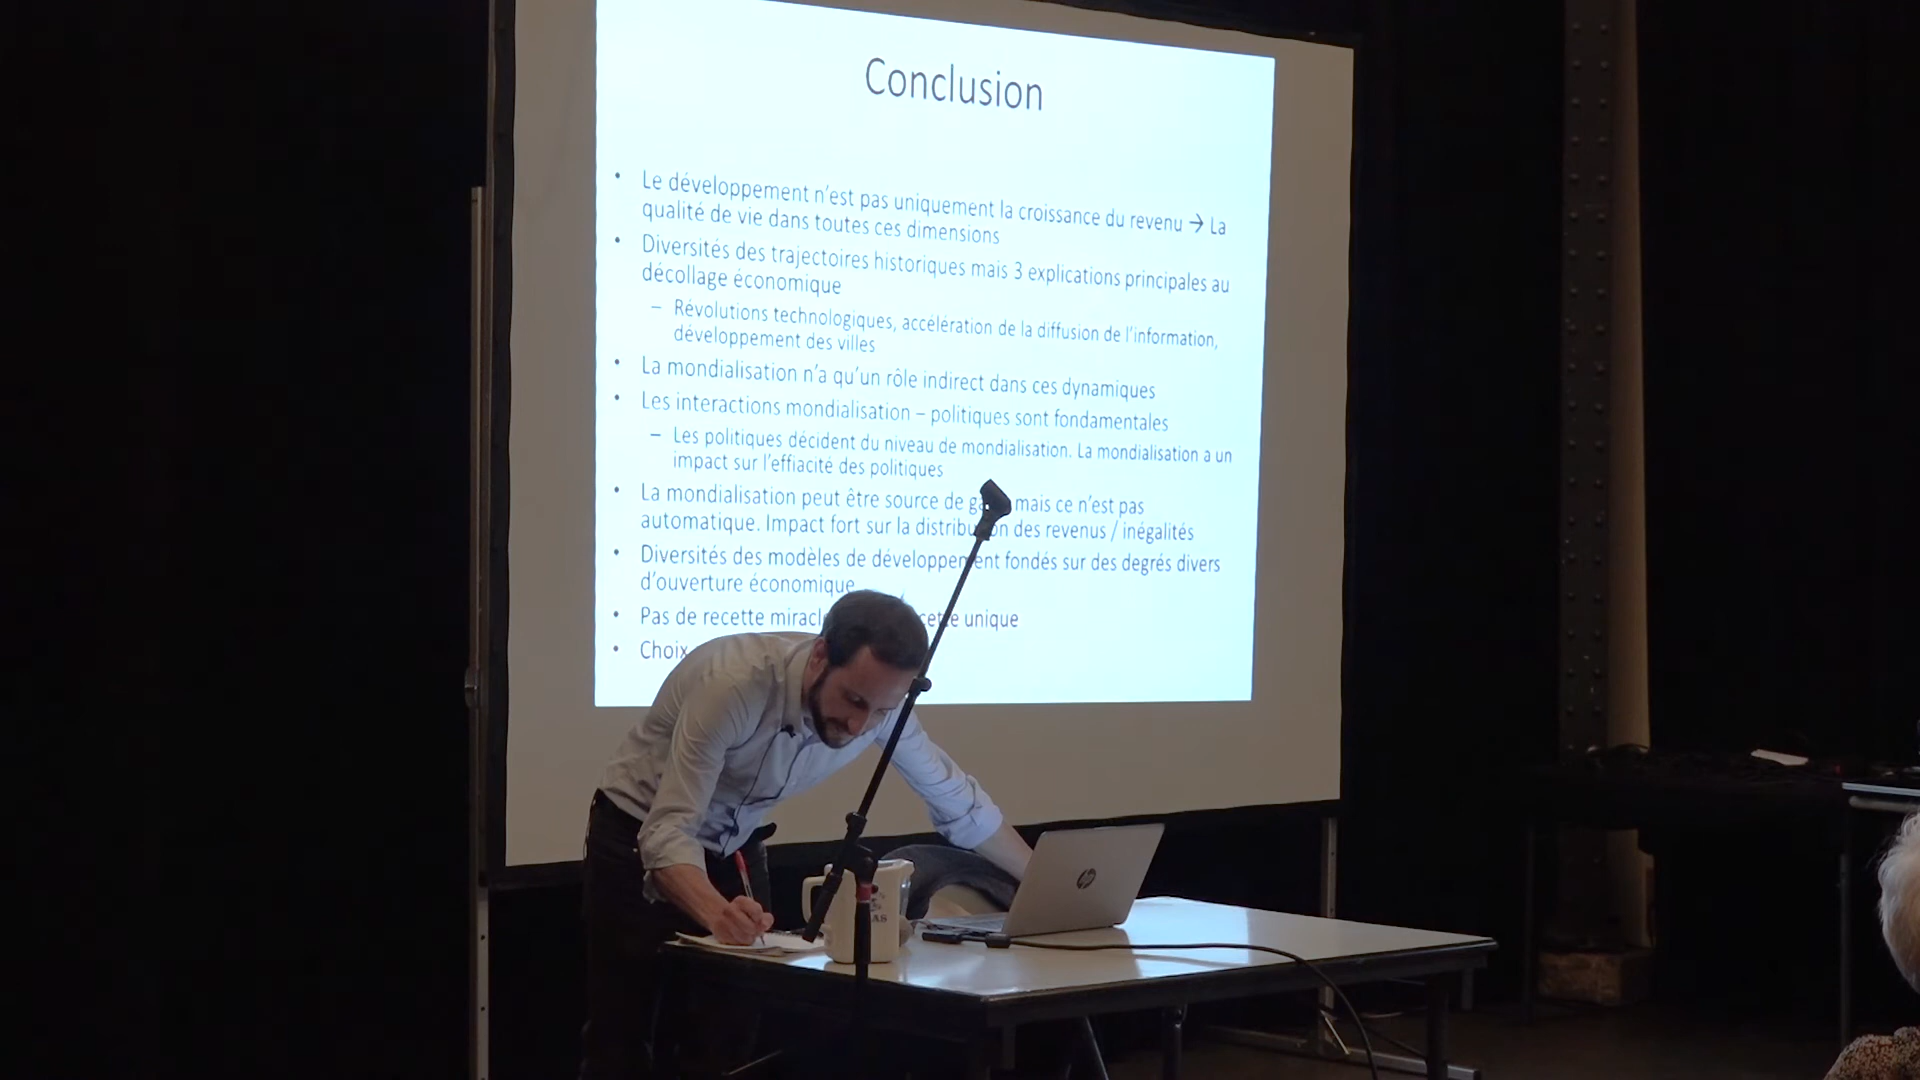 Conclusion
• Le développement n'est pas uniquement la croissance du revenu → La
qualité de vie dans toutes ces dimensions
• Diversités des trajectoires historiques mais 3 explications principales au
décollage économique
– Révolutions technologiques, accélération de la diffusion de l'information,
développement des villes
• La mondialisation n'a qu'un rôle indirect dans ces dynamiques
• Les interactions mondialisation – politiques sont fondamentales
– Les politiques décident du niveau de mondialisation. La mondialisation a un
impact sur l'effiacité des politiques
• La mondialisation peut être source de mais ce n'est pas
automatique. Impact fort sur la distribution des revenus / inégalités
• Diversités des modèles de développement fondés sur des degrés divers
d'ouverture économique
• Pas de recette unique
• Choix
hp